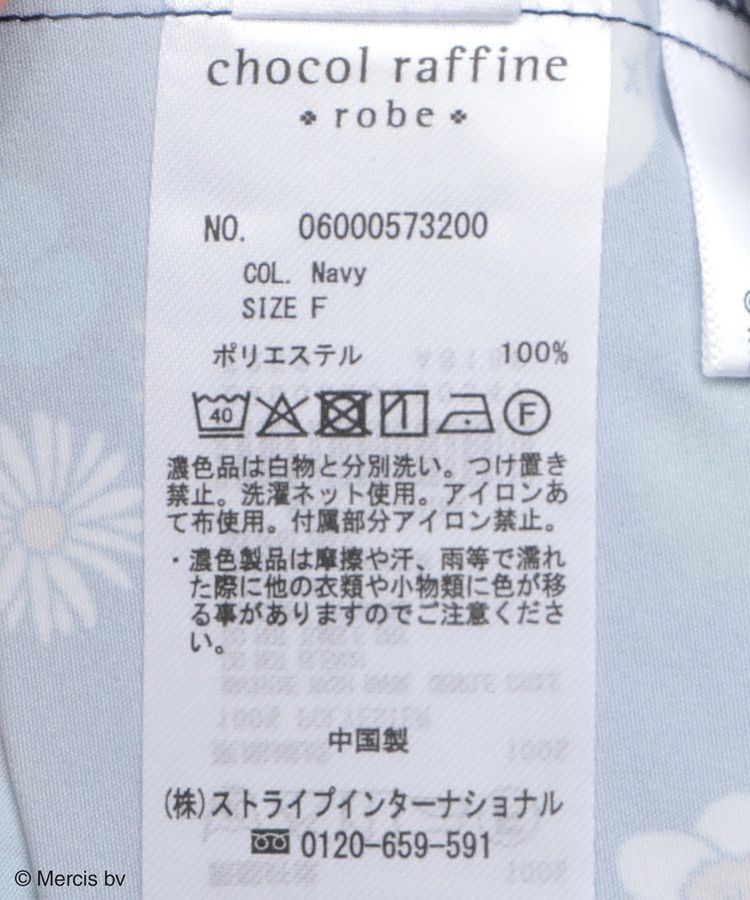 chocol raffine
robe
NO. 06000573200
COL. Navy
SIZE F
ポリエステル 100%
40 F
濃色品は白物と分別洗い。つけ置き
禁止。洗濯ネット使用。アイロンあ
て布使用。付属部分アイロン禁止。
・濃色製品は摩擦や汗、雨等で濡れ
た際に他の衣類や小物類に色が移
る事がありますのでご注意くださ
い。
中国製
(株)ストライプインターナショナル
0120-659-591
© Mercis bv